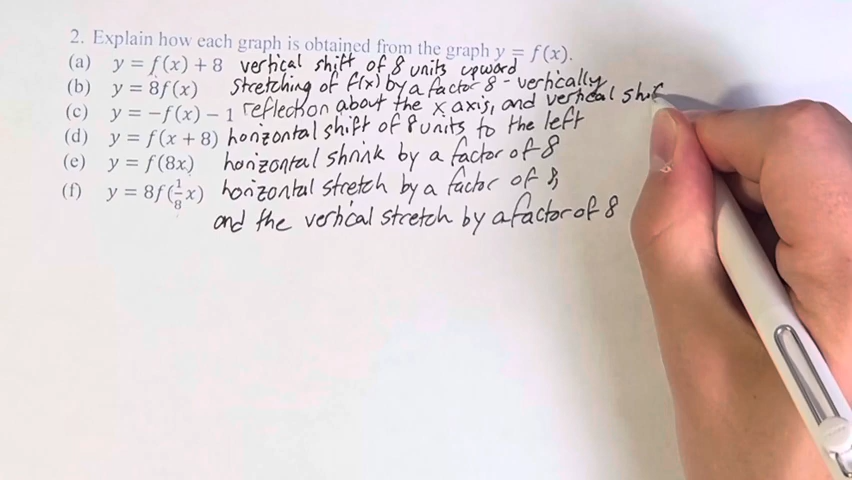 2. Explain how each graph is obtained from the graph y = f(x).
(a) y = f(x) + 8 vertical shift of 8 units upward
(b) y = 8f(x) stretching of f(x) by a factor 8 - vertically
(c) y = −f(x) − 1 reflection about the x axis, and vertical shif
(d) y = f(x + 8) horizontal shift of 8 units to the left
(e) y = f(8x) horizontal shrink by a factor of 8
(f) y = 8f(1/8 x) horizontal stretch by a factor of 8,
and the vertical stretch by a factor of 8